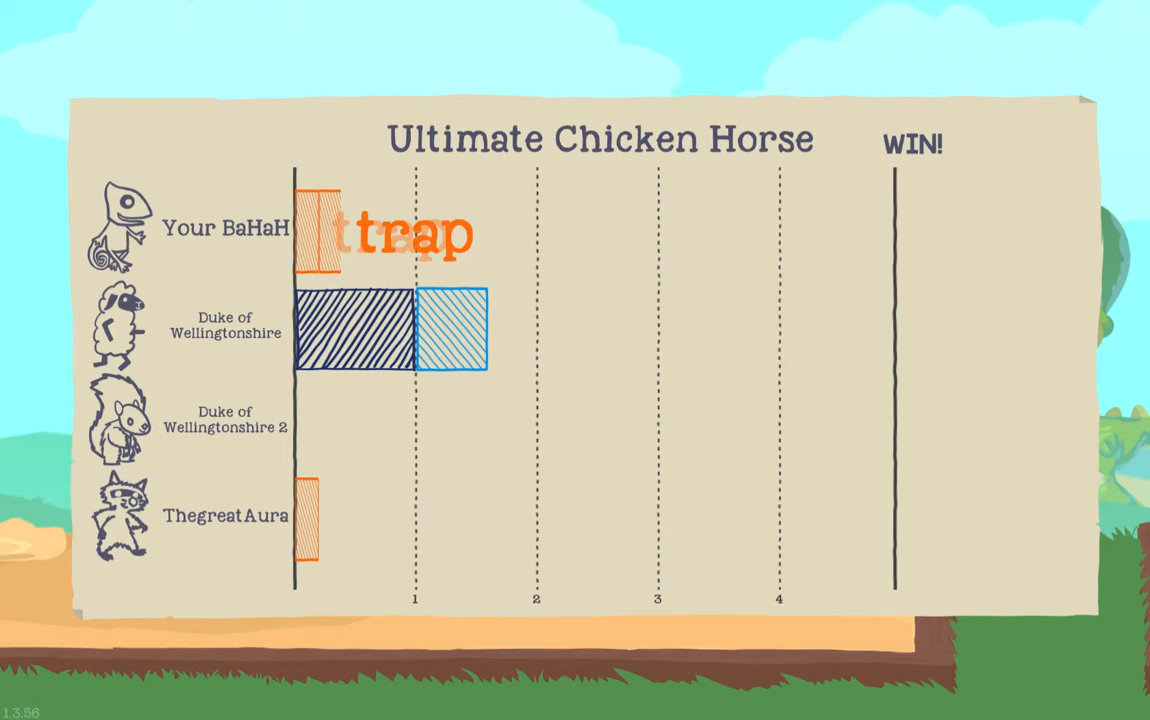 Ultimate Chicken Horse
WIN!
Your BaHaH
trap
Duke of
Wellingtonshire
Duke of
Wellingtonshire 2
ThegreatAura
1 2 3 4
1.3.56